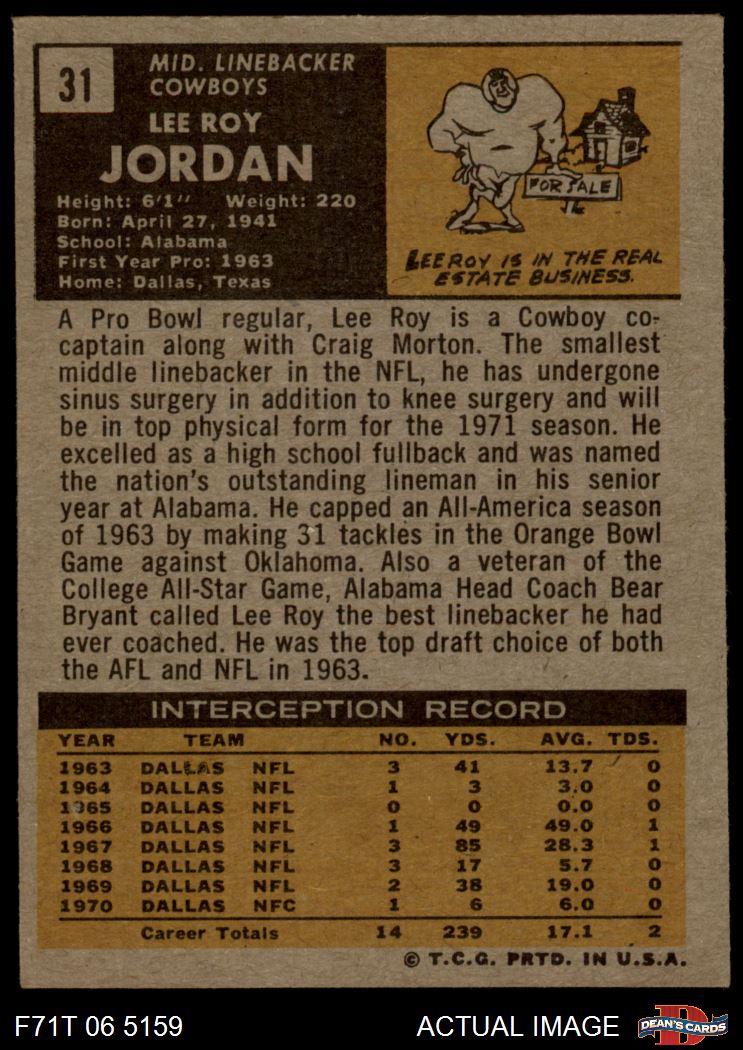 31
MID. LINEBACKER
COWBOYS
LEE ROY
JORDAN
Height: 6'1" Weight: 220
Born: April 27, 1941
School: Alabama
First Year Pro: 1963
Home: Dallas, Texas
FOR SALE
LEEROY IS IN THE REAL
ESTATE BUSINESS.
A Pro Bowl regular, Lee Roy is a Cowboy co-
captain along with Craig Morton. The smallest
middle linebacker in the NFL, he has undergone
sinus surgery in addition to knee surgery and will
be in top physical form for the 1971 season. He
excelled as a high school fullback and was named
the nation's outstanding lineman in his senior
year at Alabama. He capped an All-America season
of 1963 by making 31 tackles in the Orange Bowl
Game against Oklahoma. Also a veteran of the
College All-Star Game, Alabama Head Coach Bear
Bryant called Lee Roy the best linebacker he had
ever coached. He was the top draft choice of both
the AFL and NFL in 1963.
INTERCEPTION RECORD
YEAR TEAM NO. YDS. AVG. TDS.
1963 DALLAS NFL 3 41 13.7 0
1964 DALLAS NFL 1 3 3.0 0
1965 DALLAS NFL 0 0 0.0 0
1966 DALLAS NFL 1 49 49.0 1
1967 DALLAS NFL 3 85 28.3 1
1968 DALLAS NFL 3 17 5.7 0
1969 DALLAS NFL 2 38 19.0 0
1970 DALLAS NFC 1 6 6.0 0
Career Totals 14 239 17.1 2
© T.C.G. PRTD. IN U.S.A.
F71T 06 5159 ACTUAL IMAGE
D
DEAN'S CARDS